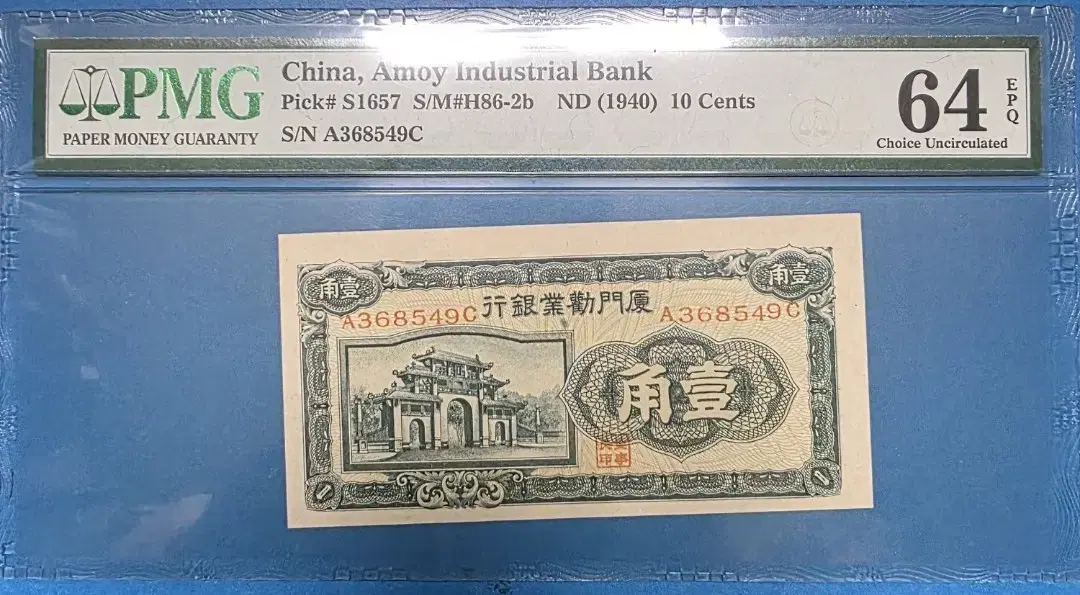 PMG
PAPER MONEY GUARANTY
China, Amoy Industrial Bank
Pick# S1657 S/M#H86-2b ND (1940) 10 Cents
S/N A368549C
64
EPQ
Choice Uncirculated
角壹
角壹
行銀業勸門厦
A368549C
A368549C
角壹